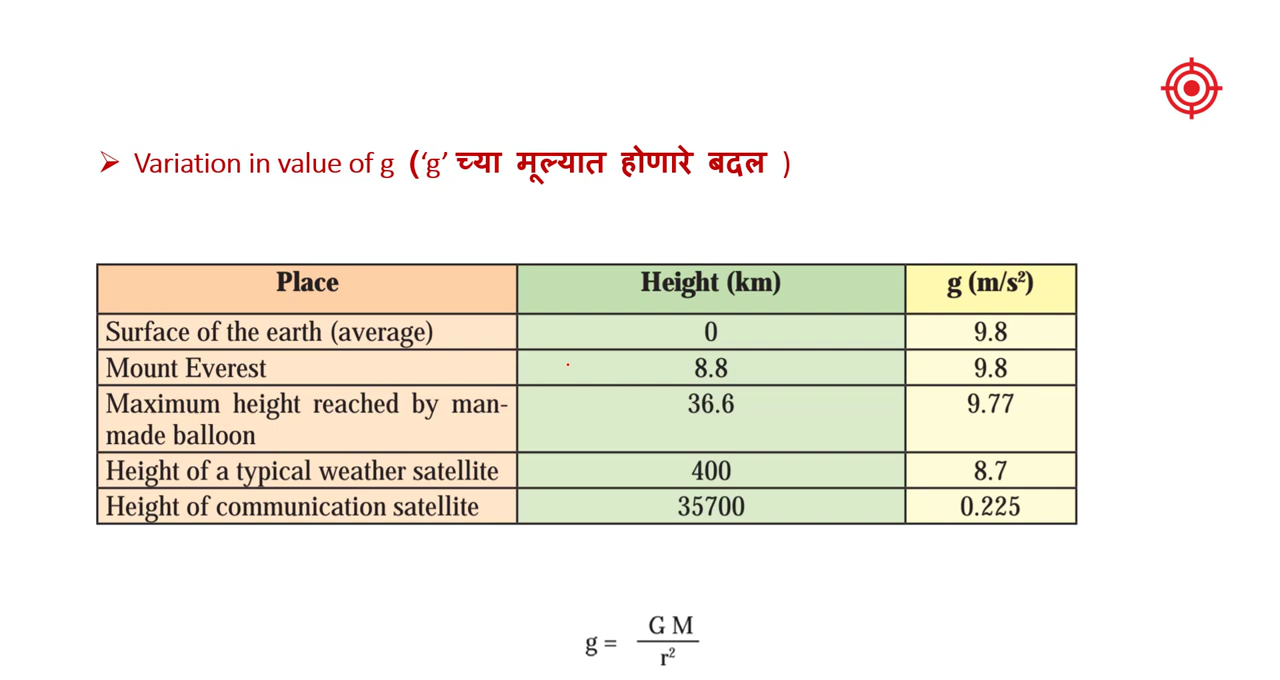 ➢ Variation in value of g (‘g’ च्या मूल्यात होणारे बदल )
Place Height (km) g (m/s²)
Surface of the earth (average) 0 9.8
Mount Everest 8.8 9.8
Maximum height reached by man- 36.6 9.77
made balloon
Height of a typical weather satellite 400 8.7
Height of communication satellite 35700 0.225
G M
g =
r²